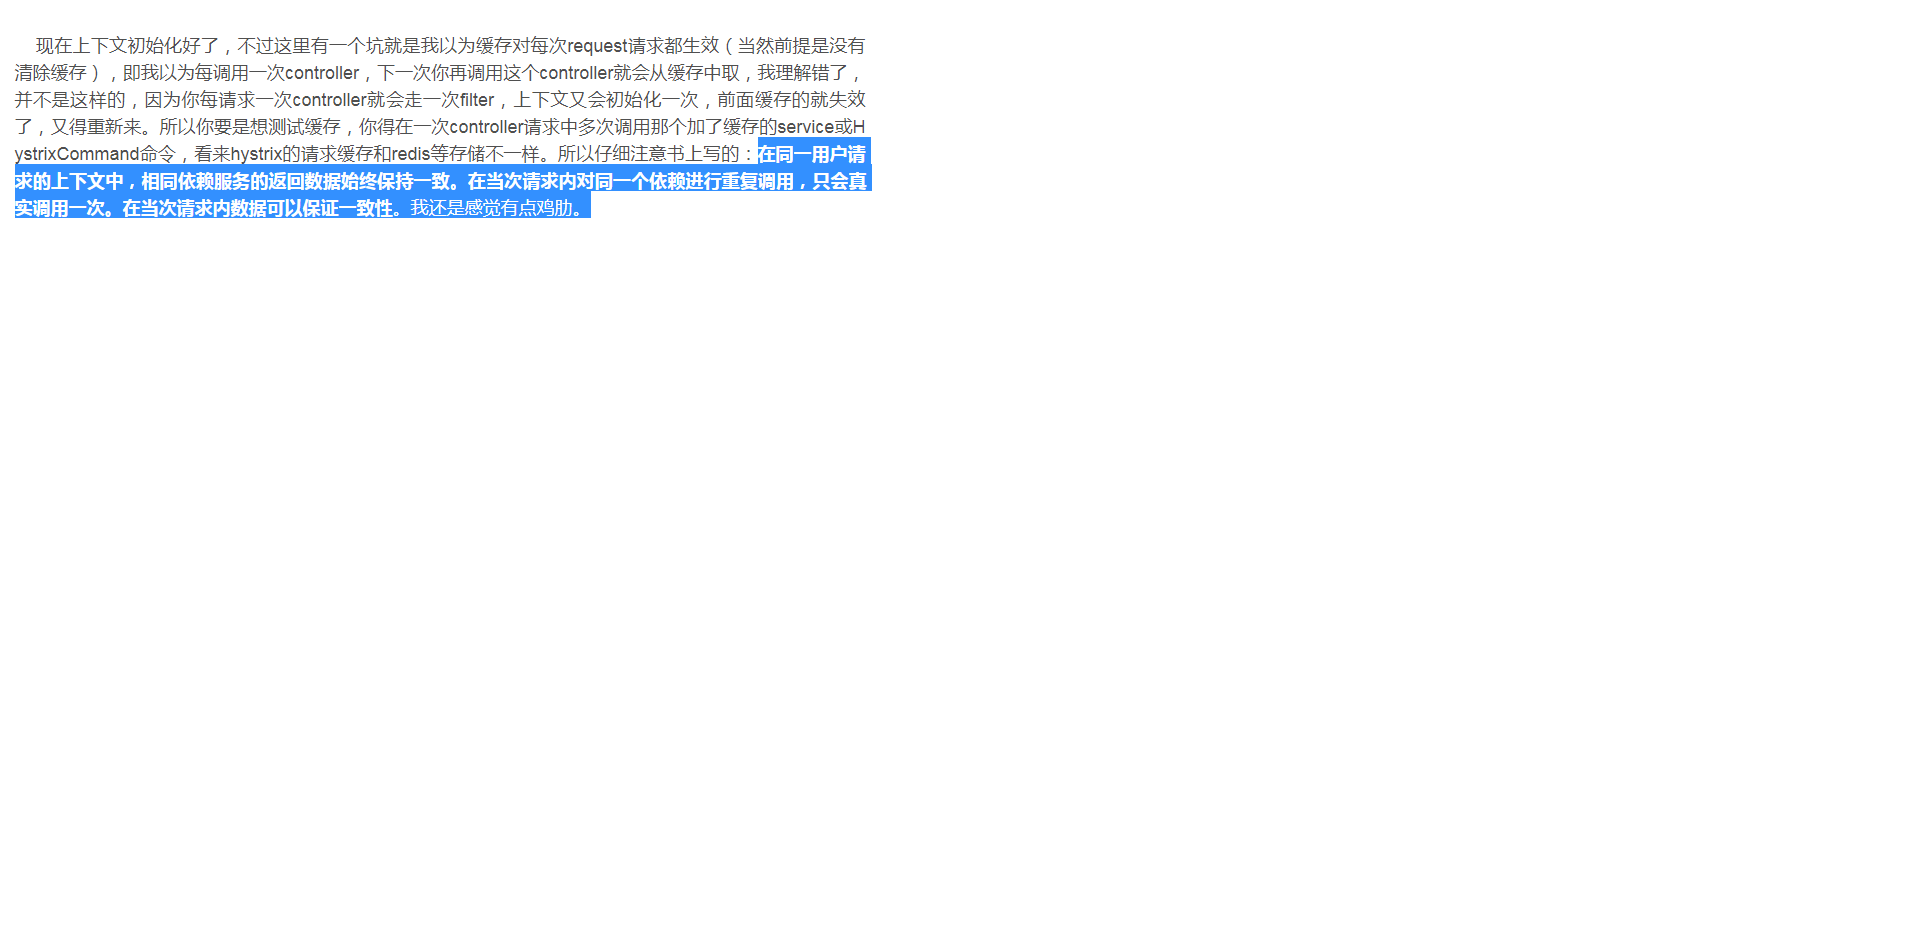 现在上下文初始化好了，不过这里有一个坑就是我以为缓存对每次request请求都生效（当然前提是没有
清除缓存），即我以为每调用一次controller，下一次你再调用这个controller就会从缓存中取，我理解错了，
并不是这样的，因为你每请求一次controller就会走一次filter，上下文又会初始化一次，前面缓存的就失效
了，又得重新来。所以你要是想测试缓存，你得在一次controller请求中多次调用那个加了缓存的service或H
ystrixCommand命令，看来hystrix的请求缓存和redis等存储不一样。所以仔细注意书上写的：在同一用户请
求的上下文中，相同依赖服务的返回数据始终保持一致。在当次请求内对同一个依赖进行重复调用，只会真
实调用一次。在当次请求内数据可以保证一致性。我还是感觉有点鸡肋。